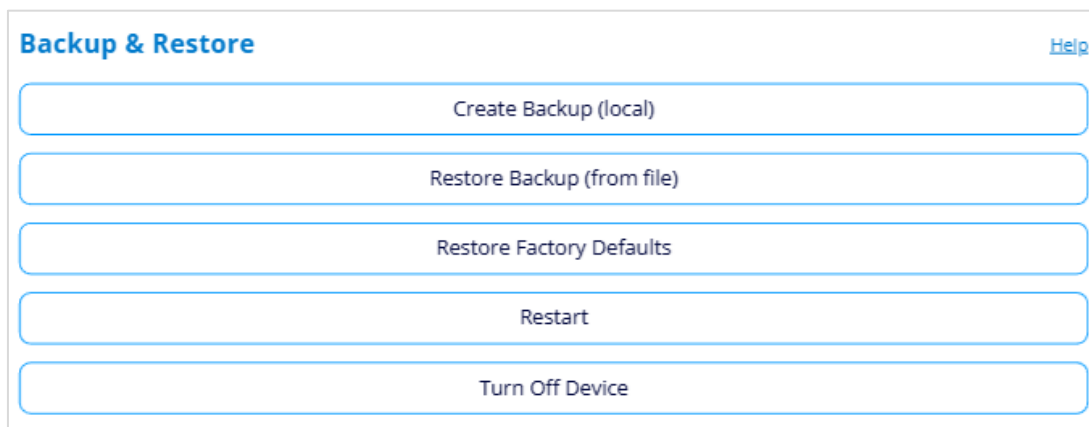 Backup & Restore
Help
Create Backup (local)
Restore Backup (from file)
Restore Factory Defaults
Restart
Turn Off Device